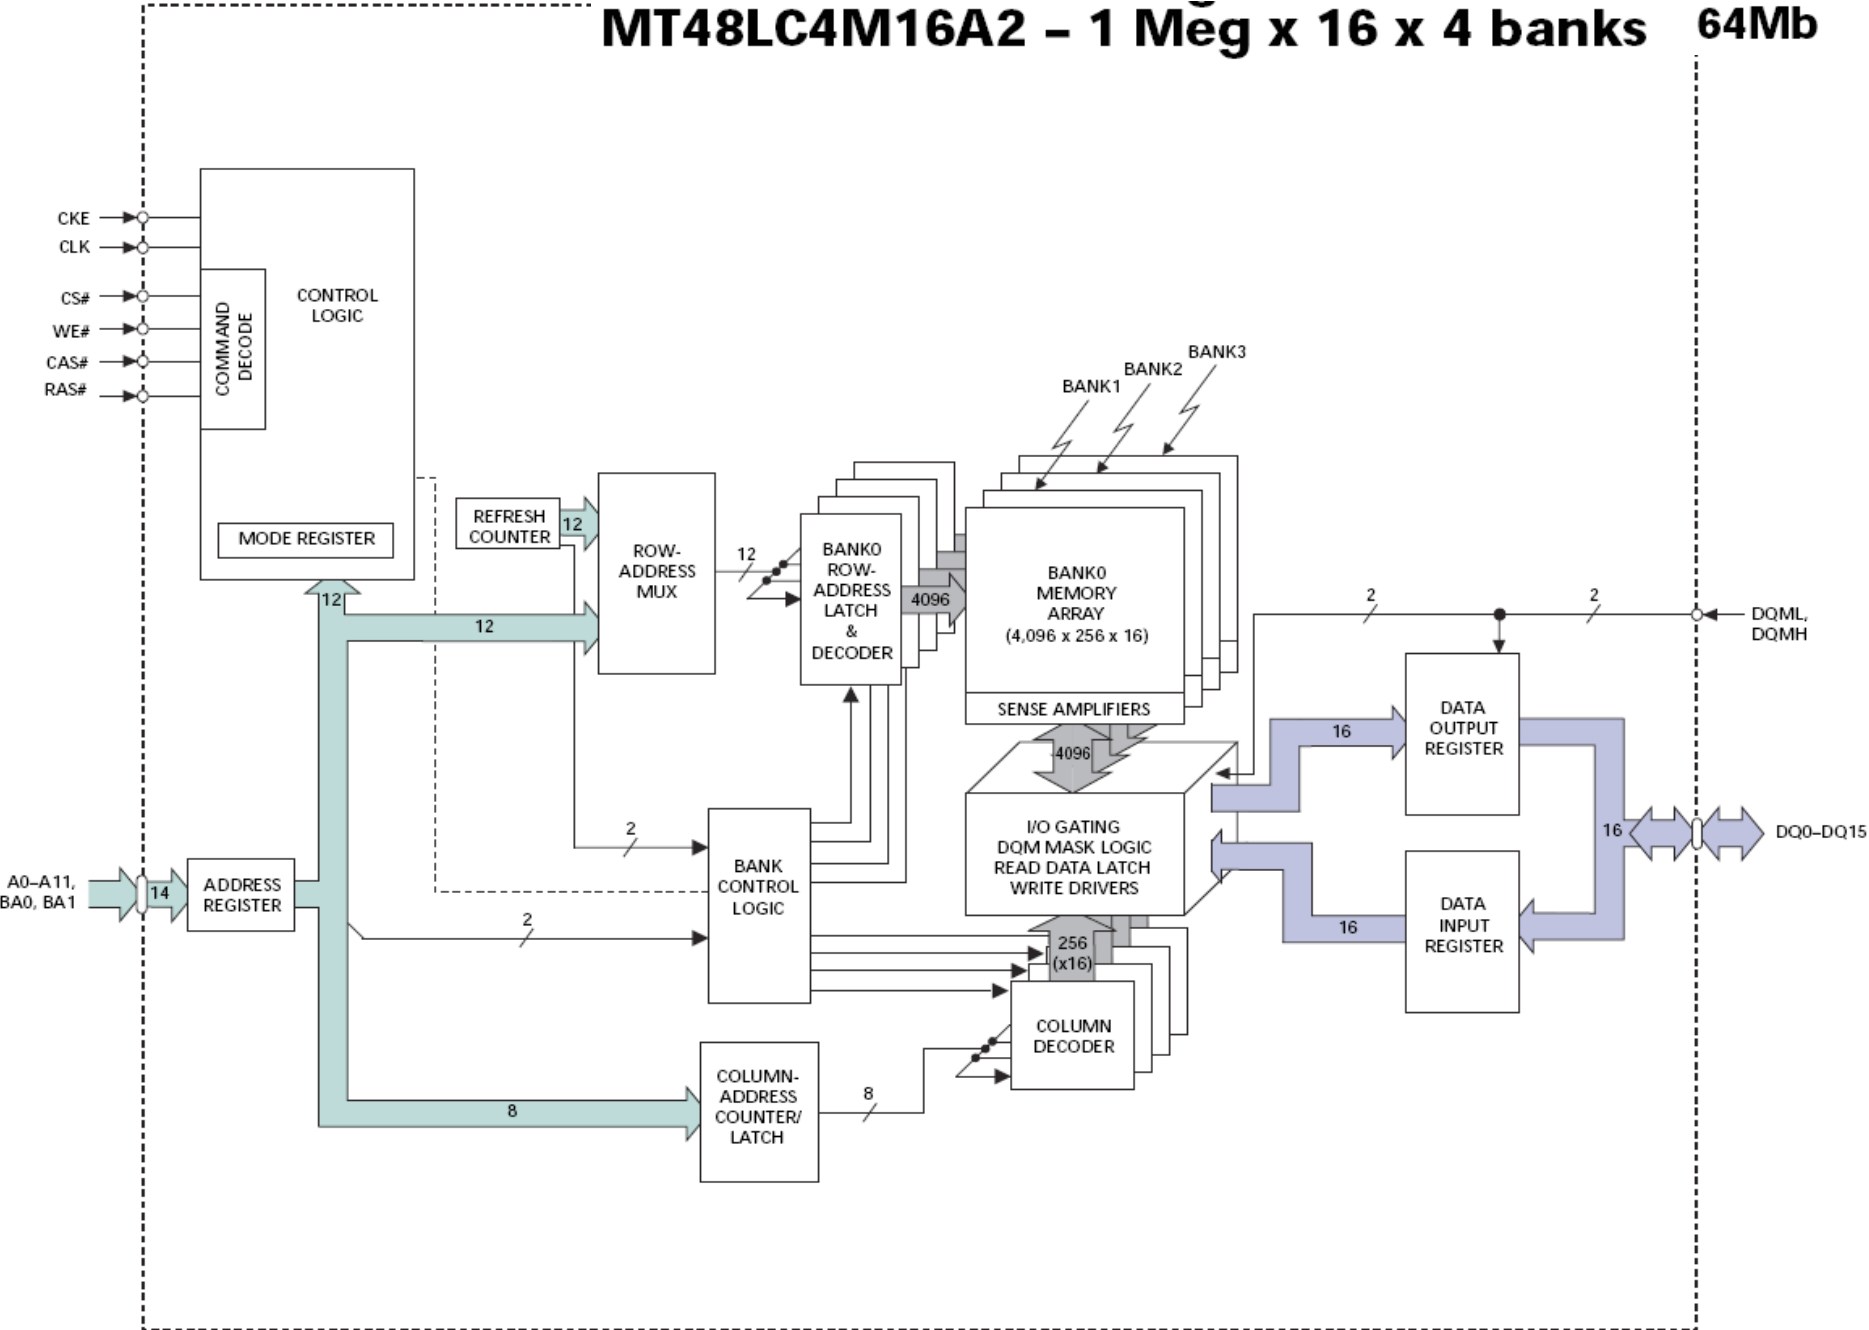 MT48LC4M16A2 – 1 Meg x 16 x 4 banks 64Mb
CKE
CLK
CS#
WE#
CAS#
RAS#
COMMAND
DECODE
CONTROL
LOGIC
MODE REGISTER
12
12
REFRESH
COUNTER
12
ROW-
ADDRESS
MUX
12
BANK0
ROW-
ADDRESS
LATCH
&
DECODER
4096
BANK1
BANK2
BANK3
BANK0
MEMORY
ARRAY
(4,096 x 256 x 16)
SENSE AMPLIFIERS
4096
I/O GATING
DQM MASK LOGIC
READ DATA LATCH
WRITE DRIVERS
2
2
DQML,
DQMH
16
DATA
OUTPUT
REGISTER
16
DQ0–DQ15
16
DATA
INPUT
REGISTER
A0–A11,
BA0, BA1
14
ADDRESS
REGISTER
2
2
BANK
CONTROL
LOGIC
256
(x16)
COLUMN
DECODER
8
COLUMN-
ADDRESS
COUNTER/
LATCH
8